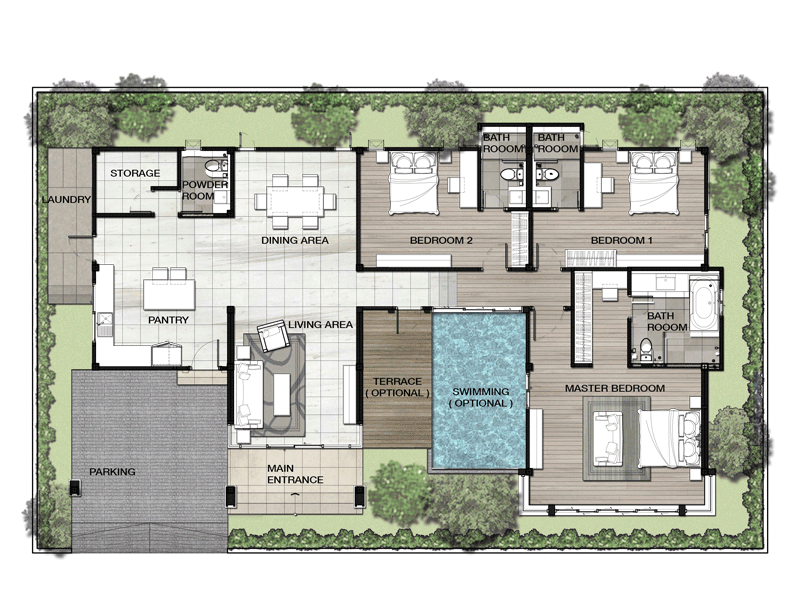 BATH
ROOOM
BATH
ROOOM
STORAGE
POWDER
ROOM
LAUNDRY
DINING AREA
BEDROOM 2
BEDROOM 1
PANTRY
LIVING AREA
BATH
ROOOM
TERRACE
( OPTIONAL )
SWIMMING
( OPTIONAL )
MASTER BEDROOM
PARKING
MAIN
ENTRANCE